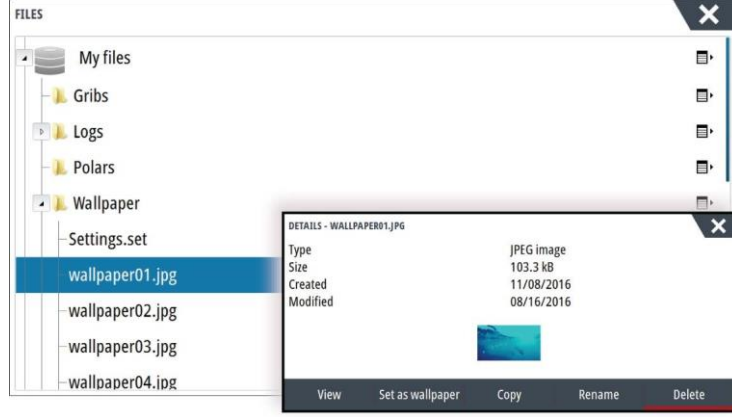 FILES
My files
Gribs
Logs
Polars
Wallpaper
Settings.set
wallpaper01.jpg
wallpaper02.jpg
wallpaper03.jpg
wallpaper04.jpg
DETAILS - WALLPAPER01.JPG
Type JPEG image
Size 103.3 kB
Created 11/08/2016
Modified 08/16/2016
View Set as wallpaper Copy Rename Delete